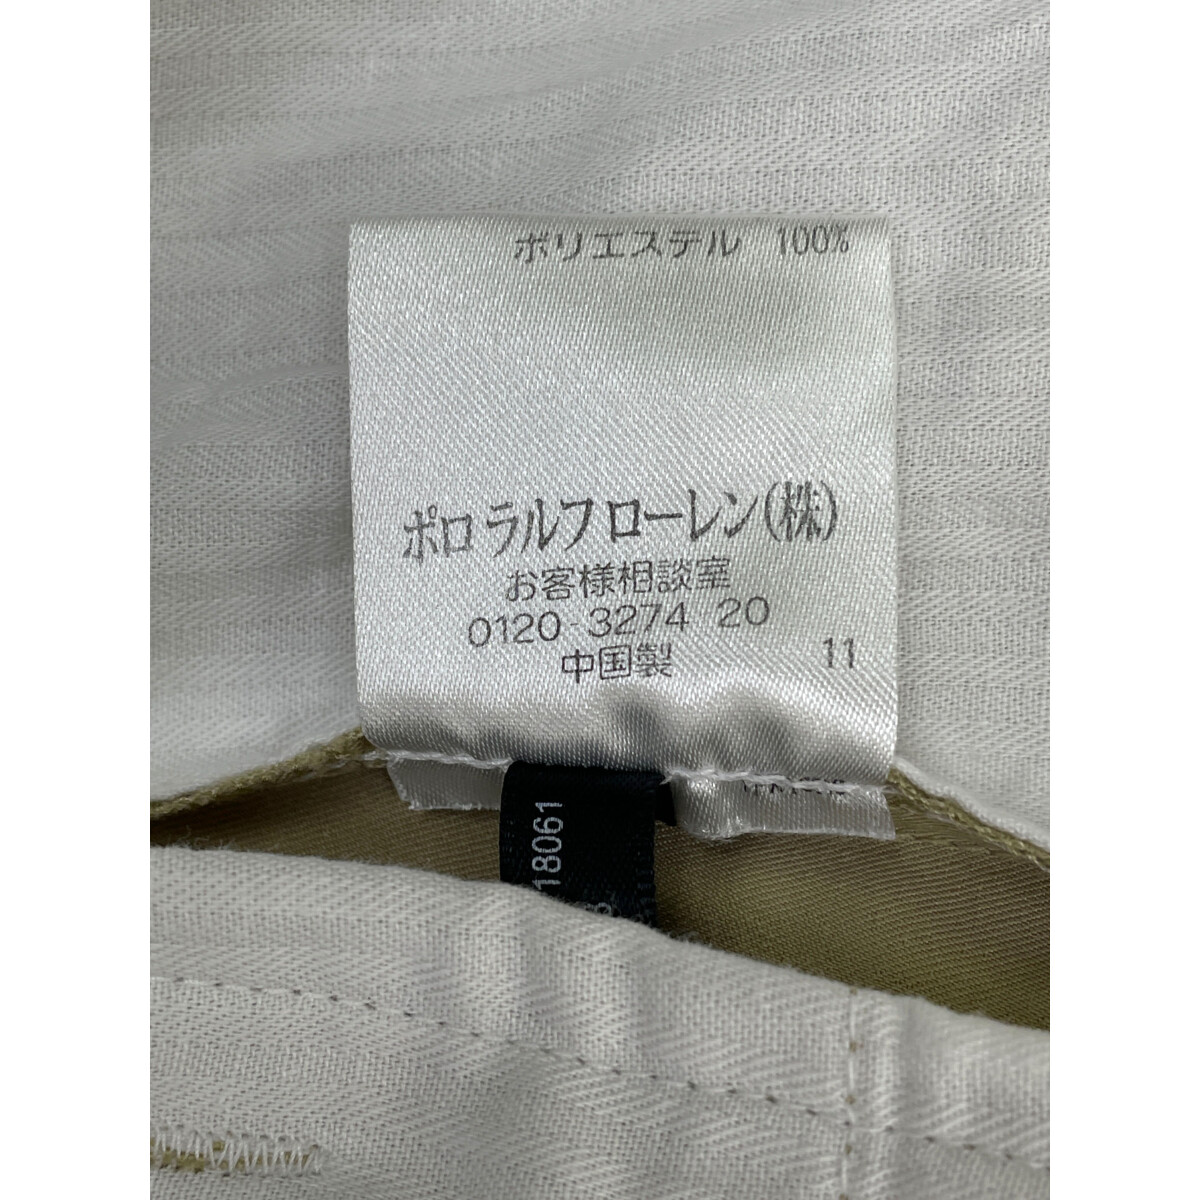 ポリエステル 100%
ポロ ラルフ ローレン(株)
お客様相談室
0120-3274 20
中国製 11
18061